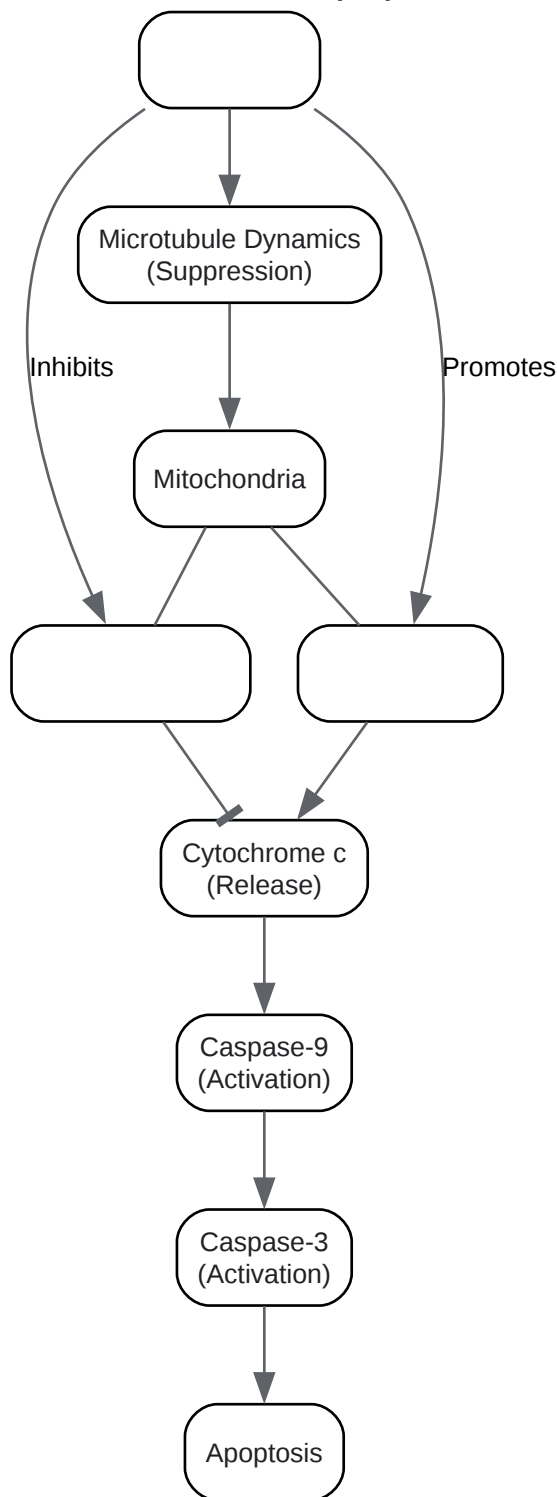 Microtubule Dynamics
(Suppression)
Inhibits
Promotes
Mitochondria
Cytochrome c
(Release)
Caspase-9
(Activation)
Caspase-3
(Activation)
Apoptosis